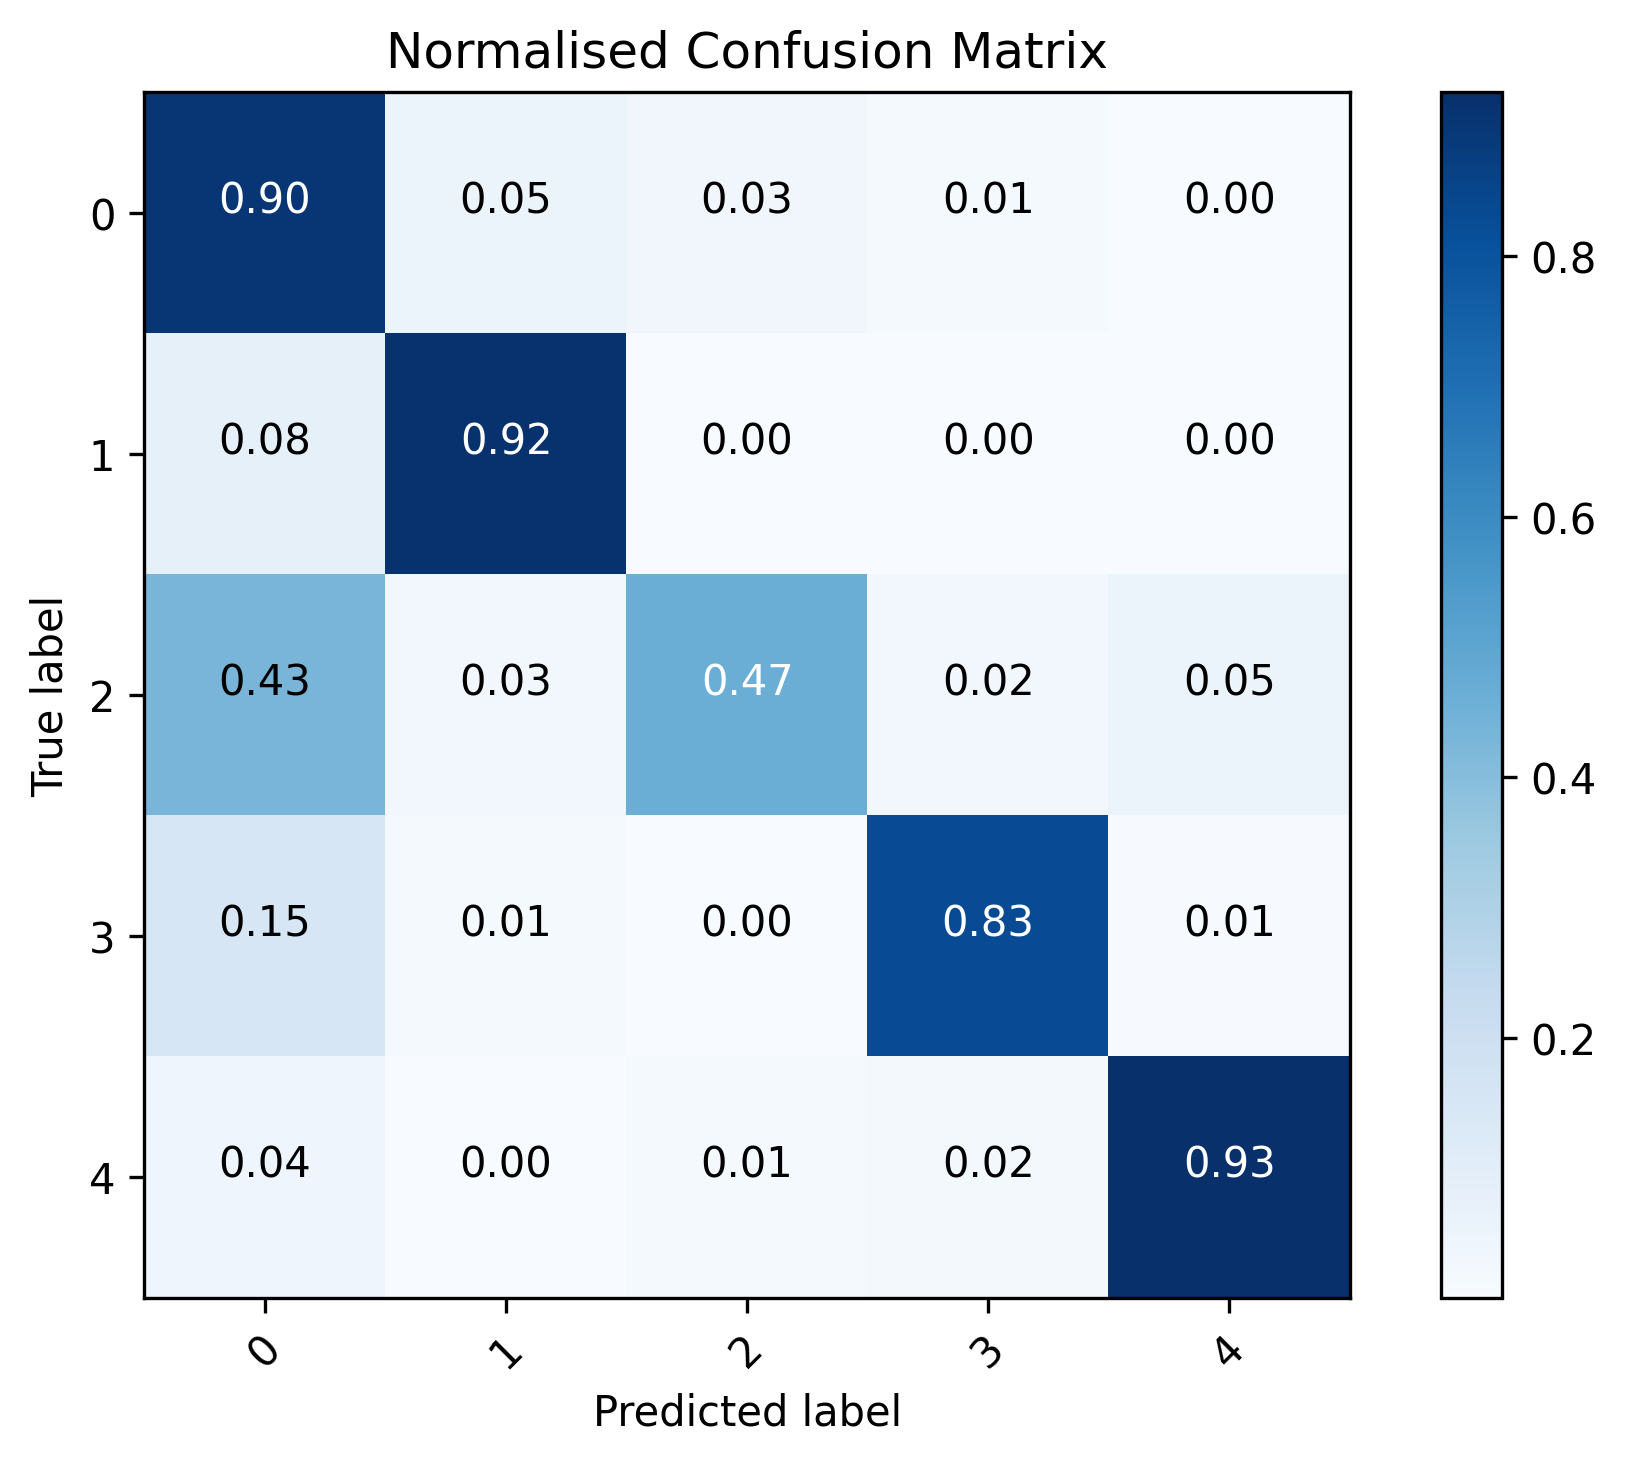 Normalised Confusion Matrix
0 0.90 0.05 0.03 0.01 0.00
1 0.08 0.92 0.00 0.00 0.00
2 0.43 0.03 0.47 0.02 0.05
3 0.15 0.01 0.00 0.83 0.01
4 0.04 0.00 0.01 0.02 0.93
0 1 2 3 4
Predicted label
True label
0.8
0.6
0.4
0.2